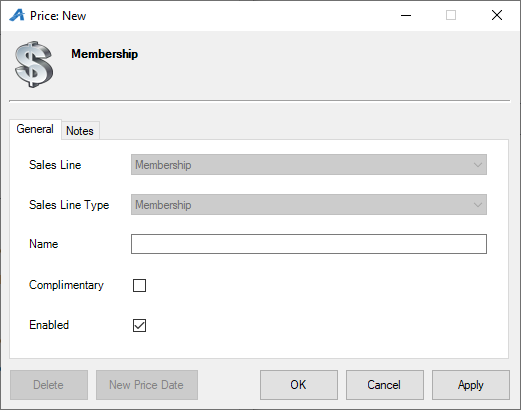 Price: New
Membership
General Notes
Sales Line Membership
Sales Line Type Membership
Name
Complimentary
Enabled
Delete New Price Date OK Cancel Apply